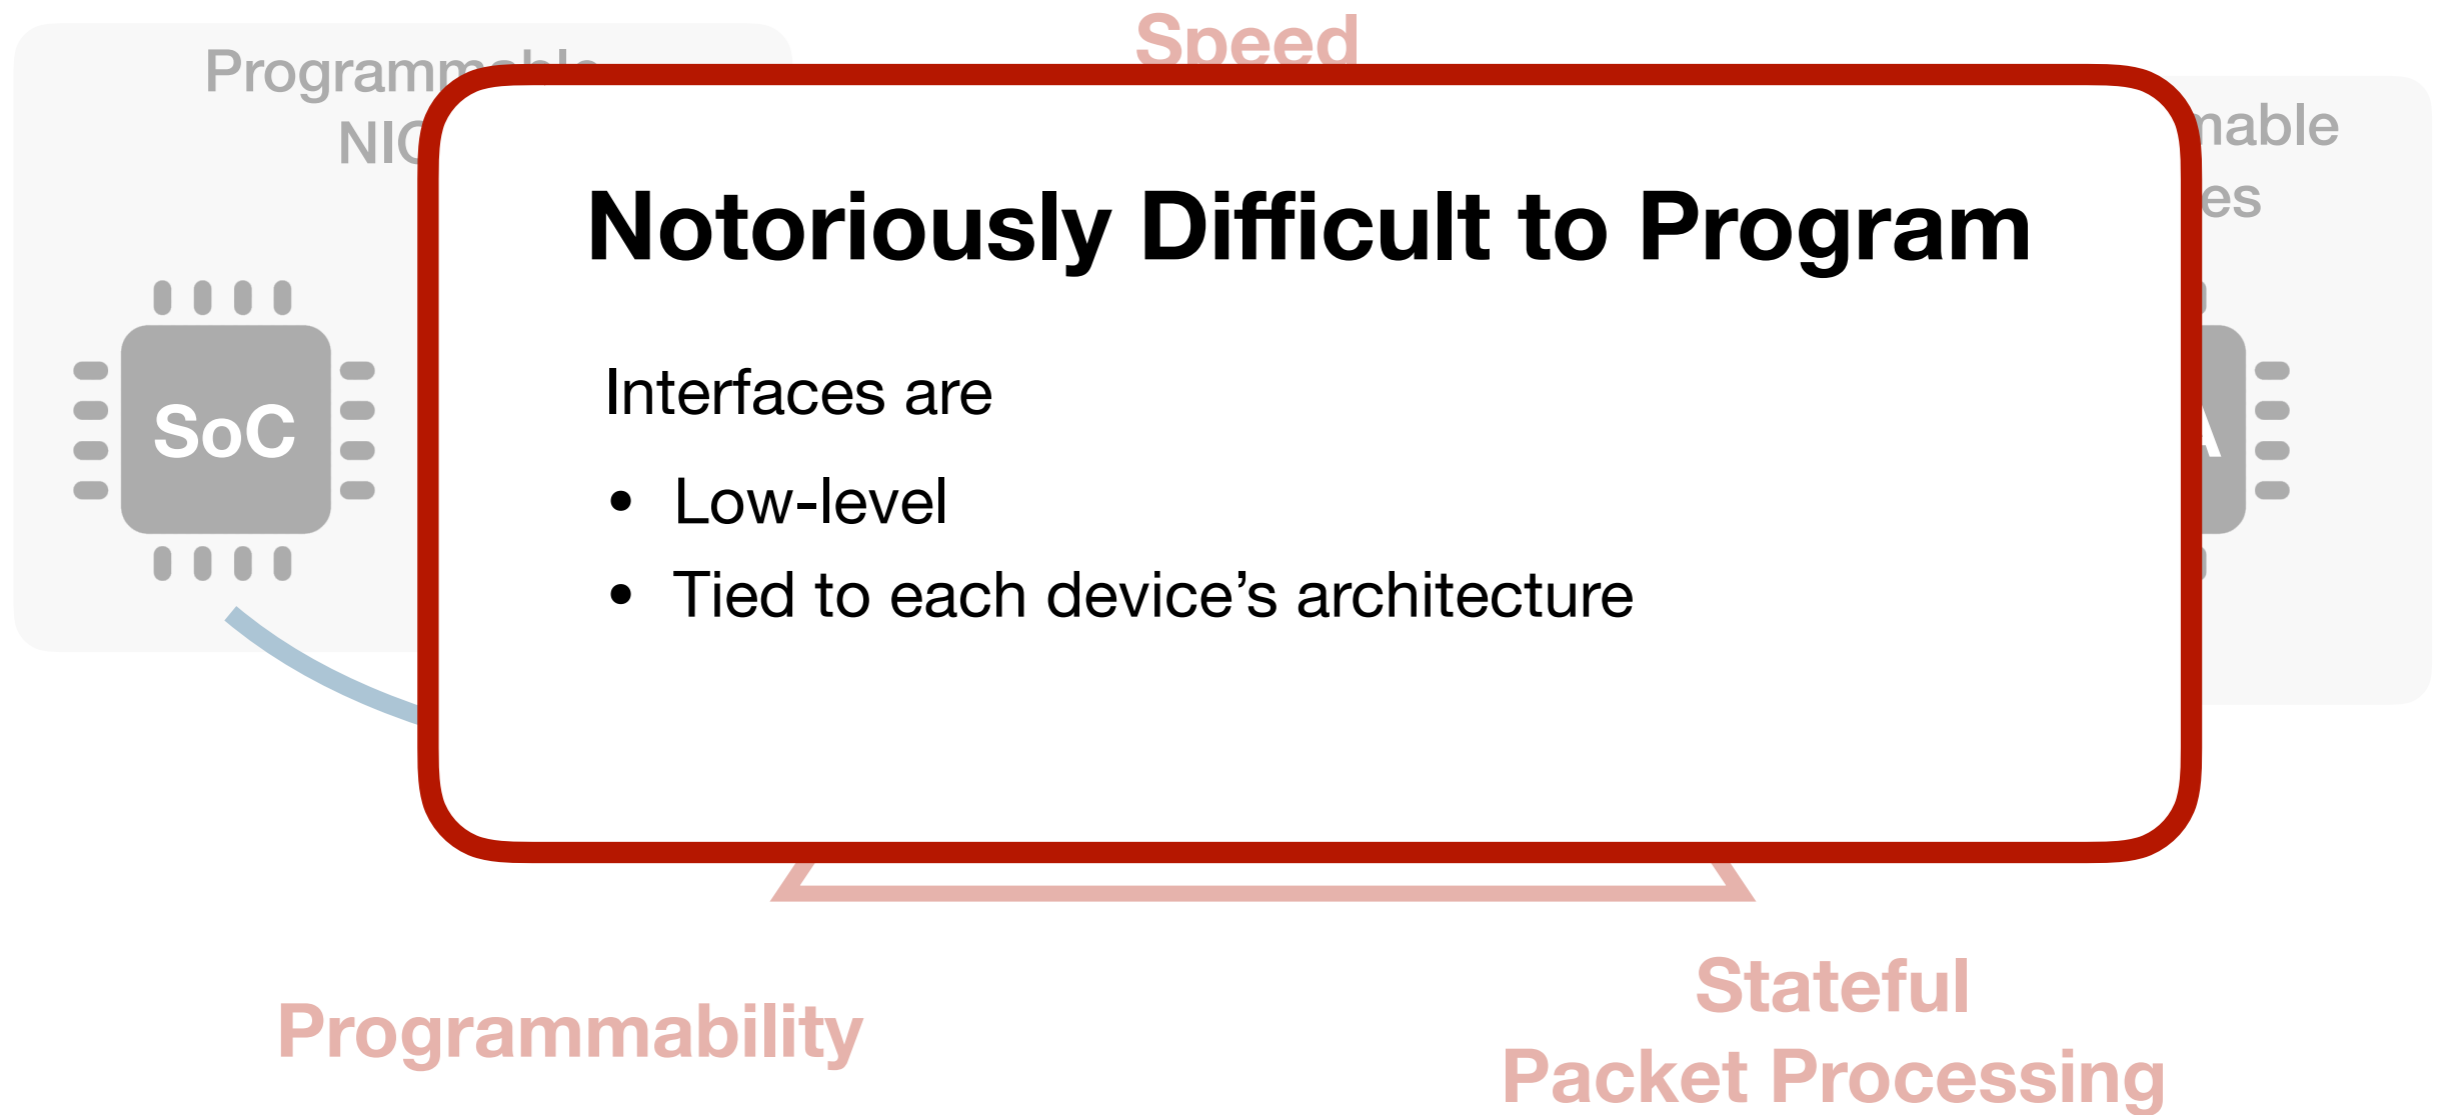 Speed
Programmable
NIC
mable
es
Notoriously Difficult to Program
Interfaces are
• Low-level
• Tied to each device’s architecture
SoC
A
Programmability
Stateful
Packet Processing